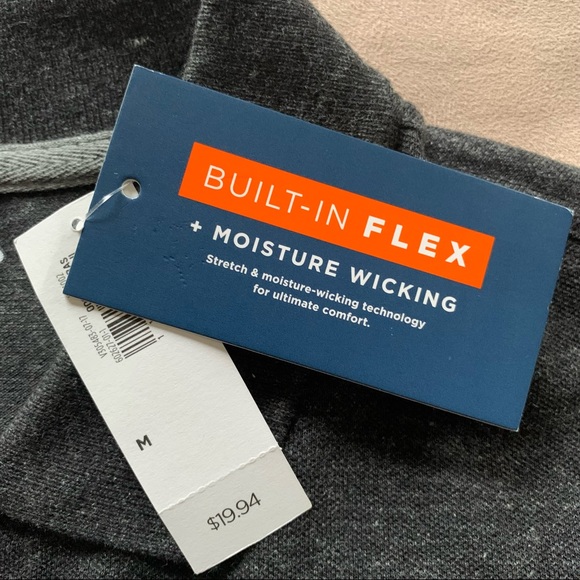 BUILT-IN FLEX
+ MOISTURE WICKING
Stretch & moisture-wicking technology
for ultimate comfort.
M
$19.94